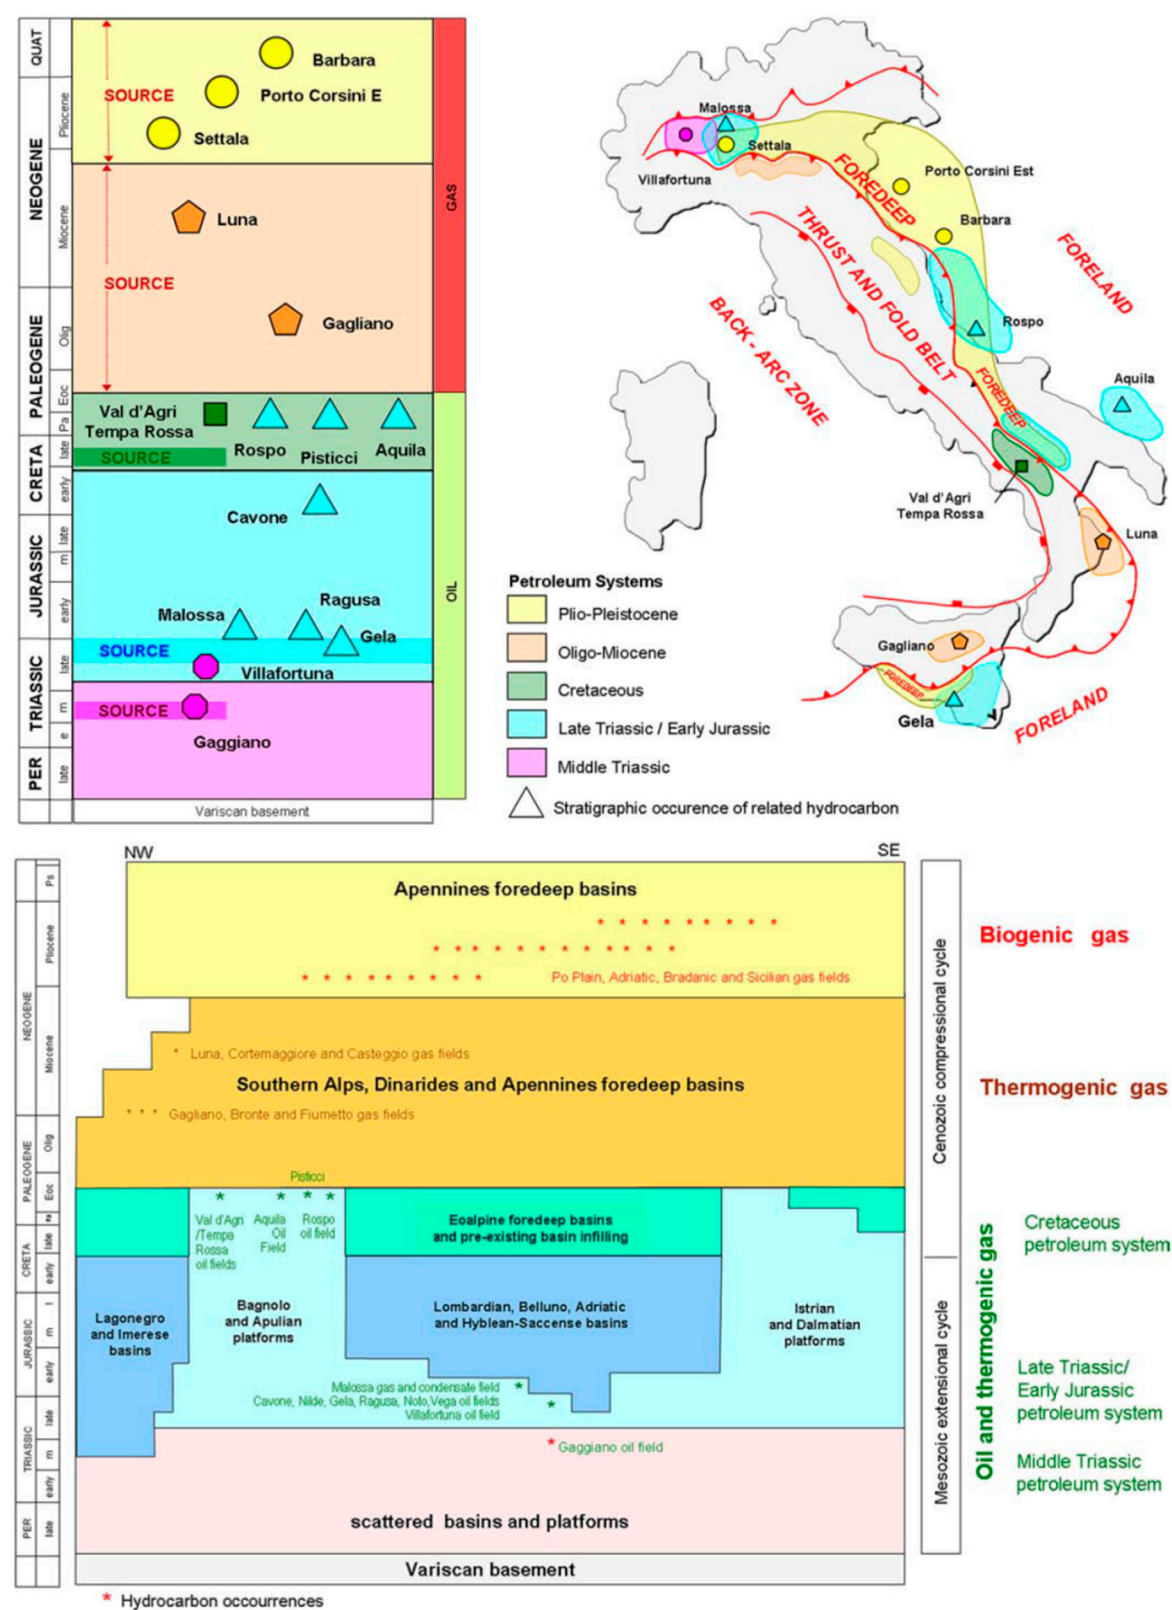 QUAT
NEOGENE
PALEOGENE
CRETA
JURASSIC
TRIASSIC
PER
Pliocene
Miocene
Olig
Eoc
Pa
late
early
late
m
early
late
m
e
late
Barbara
SOURCE
Porto Corsini E
Settala
Luna
SOURCE
Gagliano
Val d'Agri
Tempa Rossa
SOURCE
Rospo
Pisticci
Aquila
Cavone
Malossa
Ragusa
Gela
SOURCE
Villafortuna
SOURCE
Gaggiano
Variscan basement
GAS
OIL
Malossa
Settala
Villafortuna
FOREDEEP
Porto Corsini Est
Barbara
THRUST AND FOLD BELT
FORELAND
BACK - ARC ZONE
Rospo
FOREDEEP
Aquila
Val d'Agri
Tempa Rossa
Luna
Gagliano
FOREDEEP
Gela
FORELAND
Petroleum Systems
Plio-Pleistocene
Oligo-Miocene
Cretaceous
Late Triassic / Early Jurassic
Middle Triassic
Stratigraphic occurence of related hydrocarbon
NW
SE
NEOGENE
PALEOGENE
CRETA
JURASSIC
TRIASSIC
PER
Ps
Pliocene
Miocene
Olig
Eoc
Pa
late
early
l
m
early
late
m
early
late
Apennines foredeep basins
Po Plain, Adriatic, Bradanic and Sicilian gas fields
* Luna, Cortemaggiore and Casteggio gas fields
Southern Alps, Dinarides and Apennines foredeep basins
* * * Gagliano, Bronte and Fiumetto gas fields
Pisticci
Val d'Agri
/Tempa
Rossa
oil fields
Aquila
Oil
Field
Rospo
oil field
Eoalpine foredeep basins
and pre-existing basin infilling
Lagonegro
and Imerese
basins
Bagnolo
and Apulian
platforms
Lombardian, Belluno, Adriatic
and Hyblean-Saccense basins
Istrian
and Dalmatian
platforms
Malossa gas and condensate field
Cavone, Nilde, Gela, Ragusa, Noto,Vega oil fields
Villafortuna oil field
* Gaggiano oil field
scattered basins and platforms
Variscan basement
* Hydrocarbon occourrences
Cenozoic compressional cycle
Mesozoic extensional cycle
Biogenic gas
Thermogenic gas
Oil and thermogenic gas
Cretaceous
petroleum system
Late Triassic/
Early Jurassic
petroleum system
Middle Triassic
petroleum system